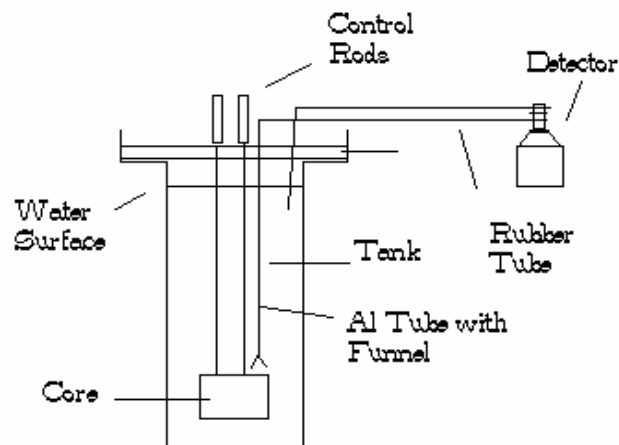 Control
Rods
Detector
Water
Surface
Rubber
Tube
Tank
Al Tube with
Funnel
Core